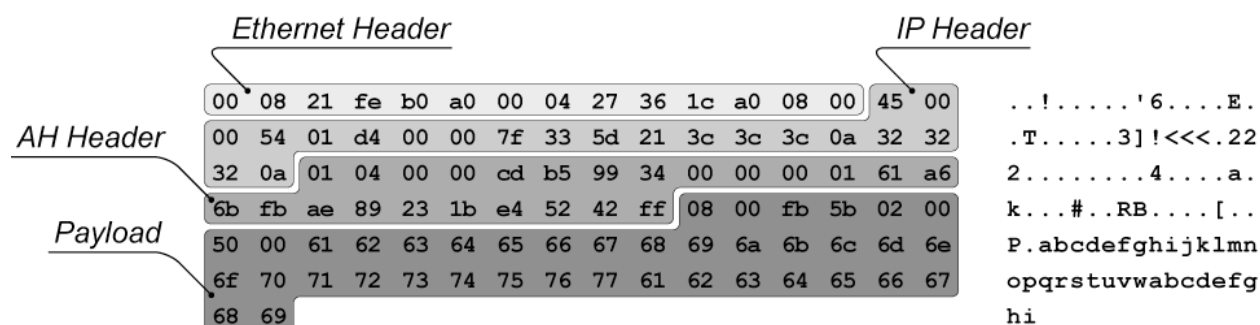 Ethernet Header
IP Header
00 08 21 fe b0 a0 00 04 27 36 1c a0 08 00 45 00 ..!.....'6....E.
AH Header
00 54 01 d4 00 00 7f 33 5d 21 3c 3c 3c 0a 32 32 .T.....3]!<<<.22
32 0a 01 04 00 00 cd b5 99 34 00 00 00 01 61 a6 2........4....a.
6b fb ae 89 23 1b e4 52 42 ff 08 00 fb 5b 02 00 k...#..RB....[..
Payload
50 00 61 62 63 64 65 66 67 68 69 6a 6b 6c 6d 6e P.abcdefghijklmn
6f 70 71 72 73 74 75 76 77 61 62 63 64 65 66 67 opqrstuvwabcdefg
68 69 hi